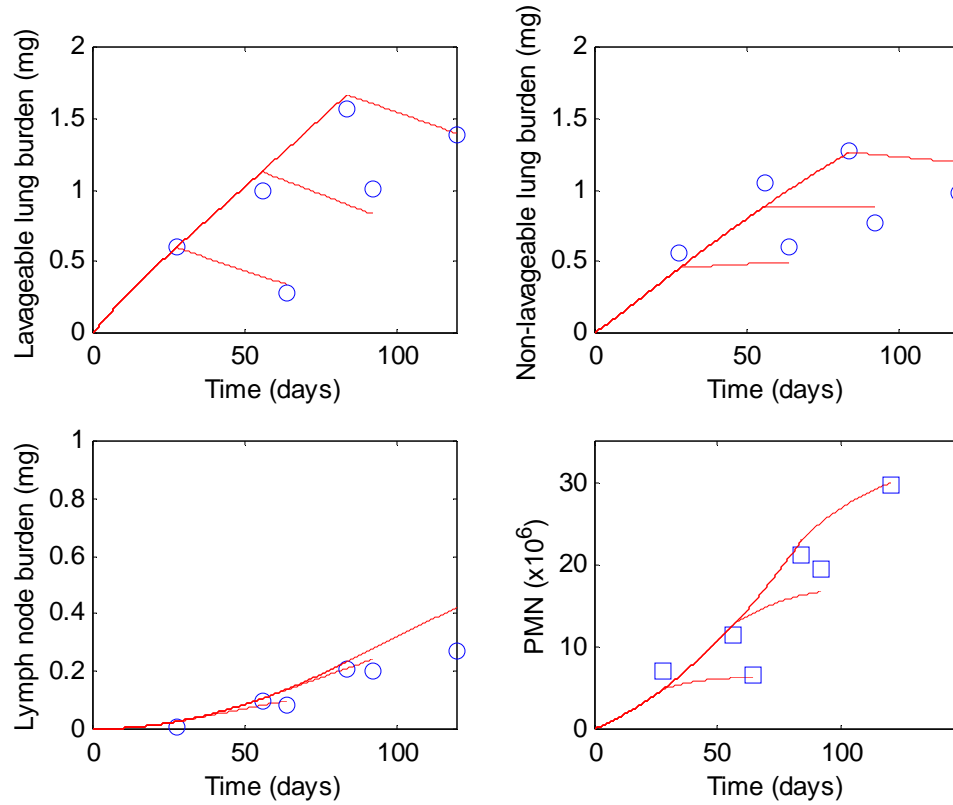 Lavageable lung burden (mg)
2
1.5
1
0.5
0
0 50 100
Time (days)
Non-lavageable lung burden (mg)
2
1.5
1
0.5
0
0 50 100
Time (days)
Lymph node burden (mg)
1
0.8
0.6
0.4
0.2
0
0 50 100
Time (days)
PMN (x10^6)
30
20
10
0
0 50 100
Time (days)